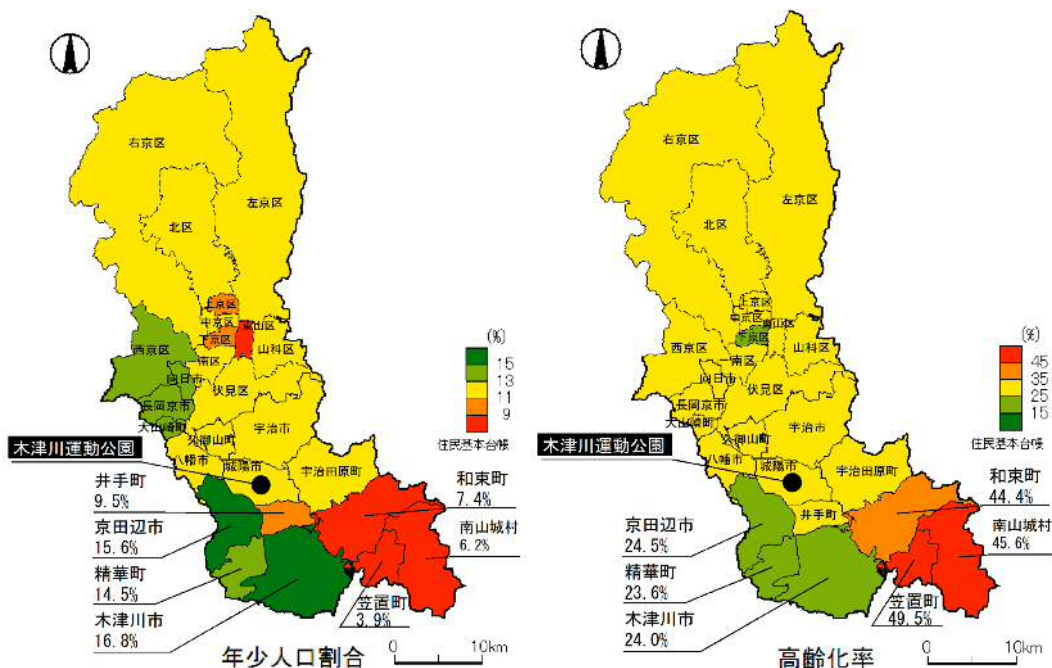 右京区
左京区
北区
上京区
中京区
東山区
下京区
西京区
南区
山科区
向日市
伏見区
長岡京市
大山崎町
久御山町
宇治市
八幡市
城陽市
宇治田原町
木津川運動公園
井手町
9.5%
京田辺市
15.6%
精華町
14.5%
木津川市
16.8%
和束町
7.4%
南山城村
6.2%
笠置町
3.9%
(%)
15
13
11
9
住民基本台帳
年少人口割合
0 10km
右京区
左京区
北区
上京区
中京区
東山区
下京区
西京区
南区
山科区
向日市
伏見区
長岡京市
大山崎町
久御山町
宇治市
八幡市
城陽市
宇治田原町
井手町
木津川運動公園
京田辺市
24.5%
精華町
23.6%
木津川市
24.0%
和束町
44.4%
南山城村
45.6%
笠置町
49.5%
(%)
45
35
25
15
住民基本台帳
高齢化率
0 10km